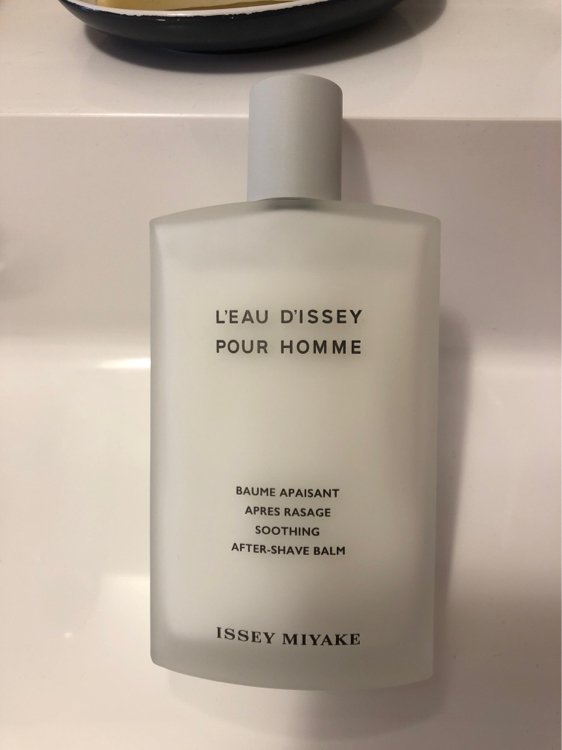 L'EAU D'ISSEY
POUR HOMME
BAUME APAISANT
APRES RASAGE
SOOTHING
AFTER-SHAVE BALM
ISSEY MIYAKE